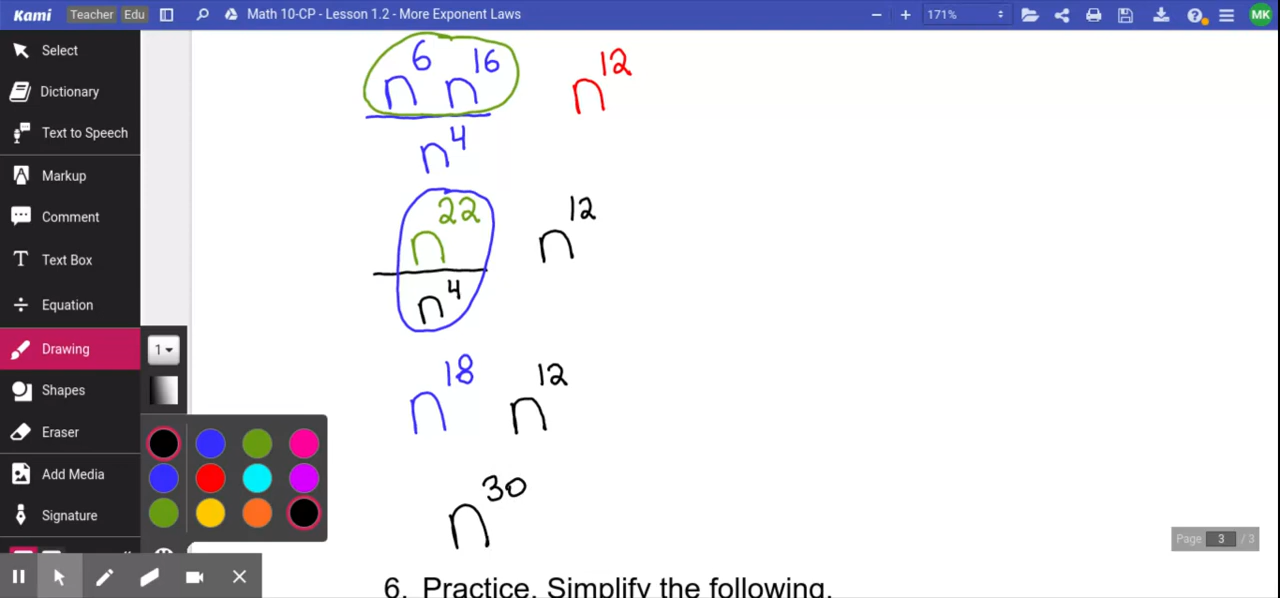 Kami Teacher Edu Math 10-CP - Lesson 1.2 - More Exponent Laws 171% MK
Select
Dictionary
Text to Speech
Markup
Comment
Text Box
Equation
Drawing
Shapes
Eraser
Add Media
Signature
1
n⁶ n¹⁶ n¹²
n⁴
n²² n¹²
n⁴
n¹⁸ n¹²
n³⁰
Page 3 / 3
6. Practice. Simplify the following.